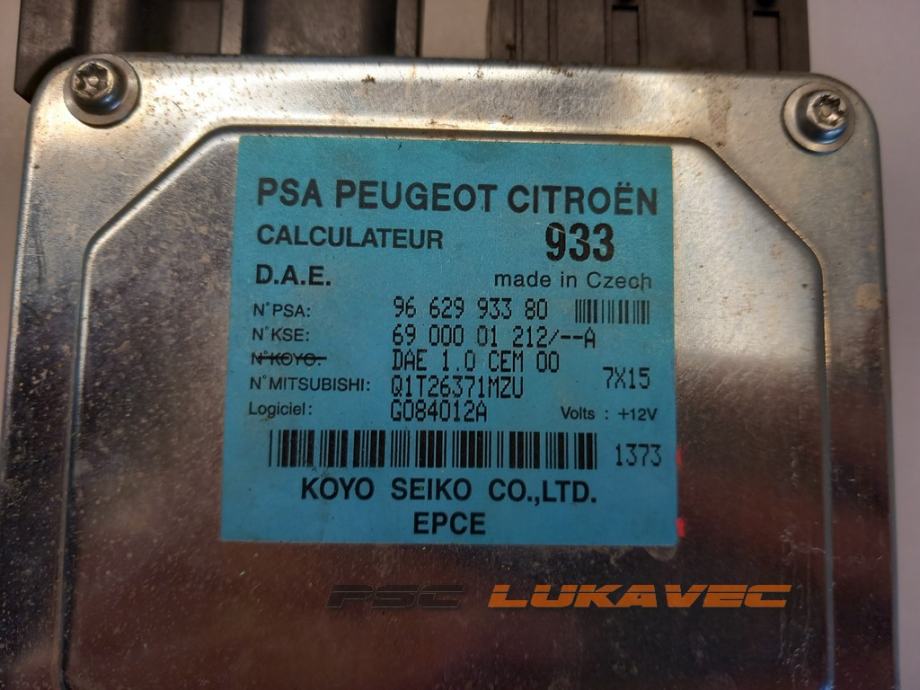 PSA PEUGEOT CITROËN
CALCULATEUR 933
D.A.E. made in Czech
N°PSA: 96 629 933 80
N°KSE: 69 000 01 212/--A
N°KOYO: DAE 1.0 CEM 00
N°MITSUBISHI: Q1T26371MZU 7X15
Logiciel: G084012A Volts : +12V
1373
KOYO SEIKO CO.,LTD.
EPCE
PSC LUKAVEC